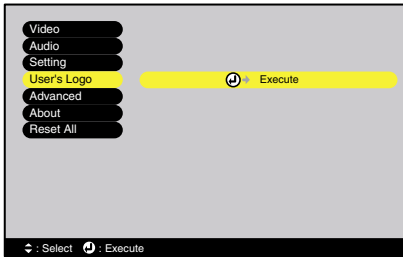 Video
Audio
Setting
User's Logo
Execute
Advanced
About
Reset All
: Select : Execute